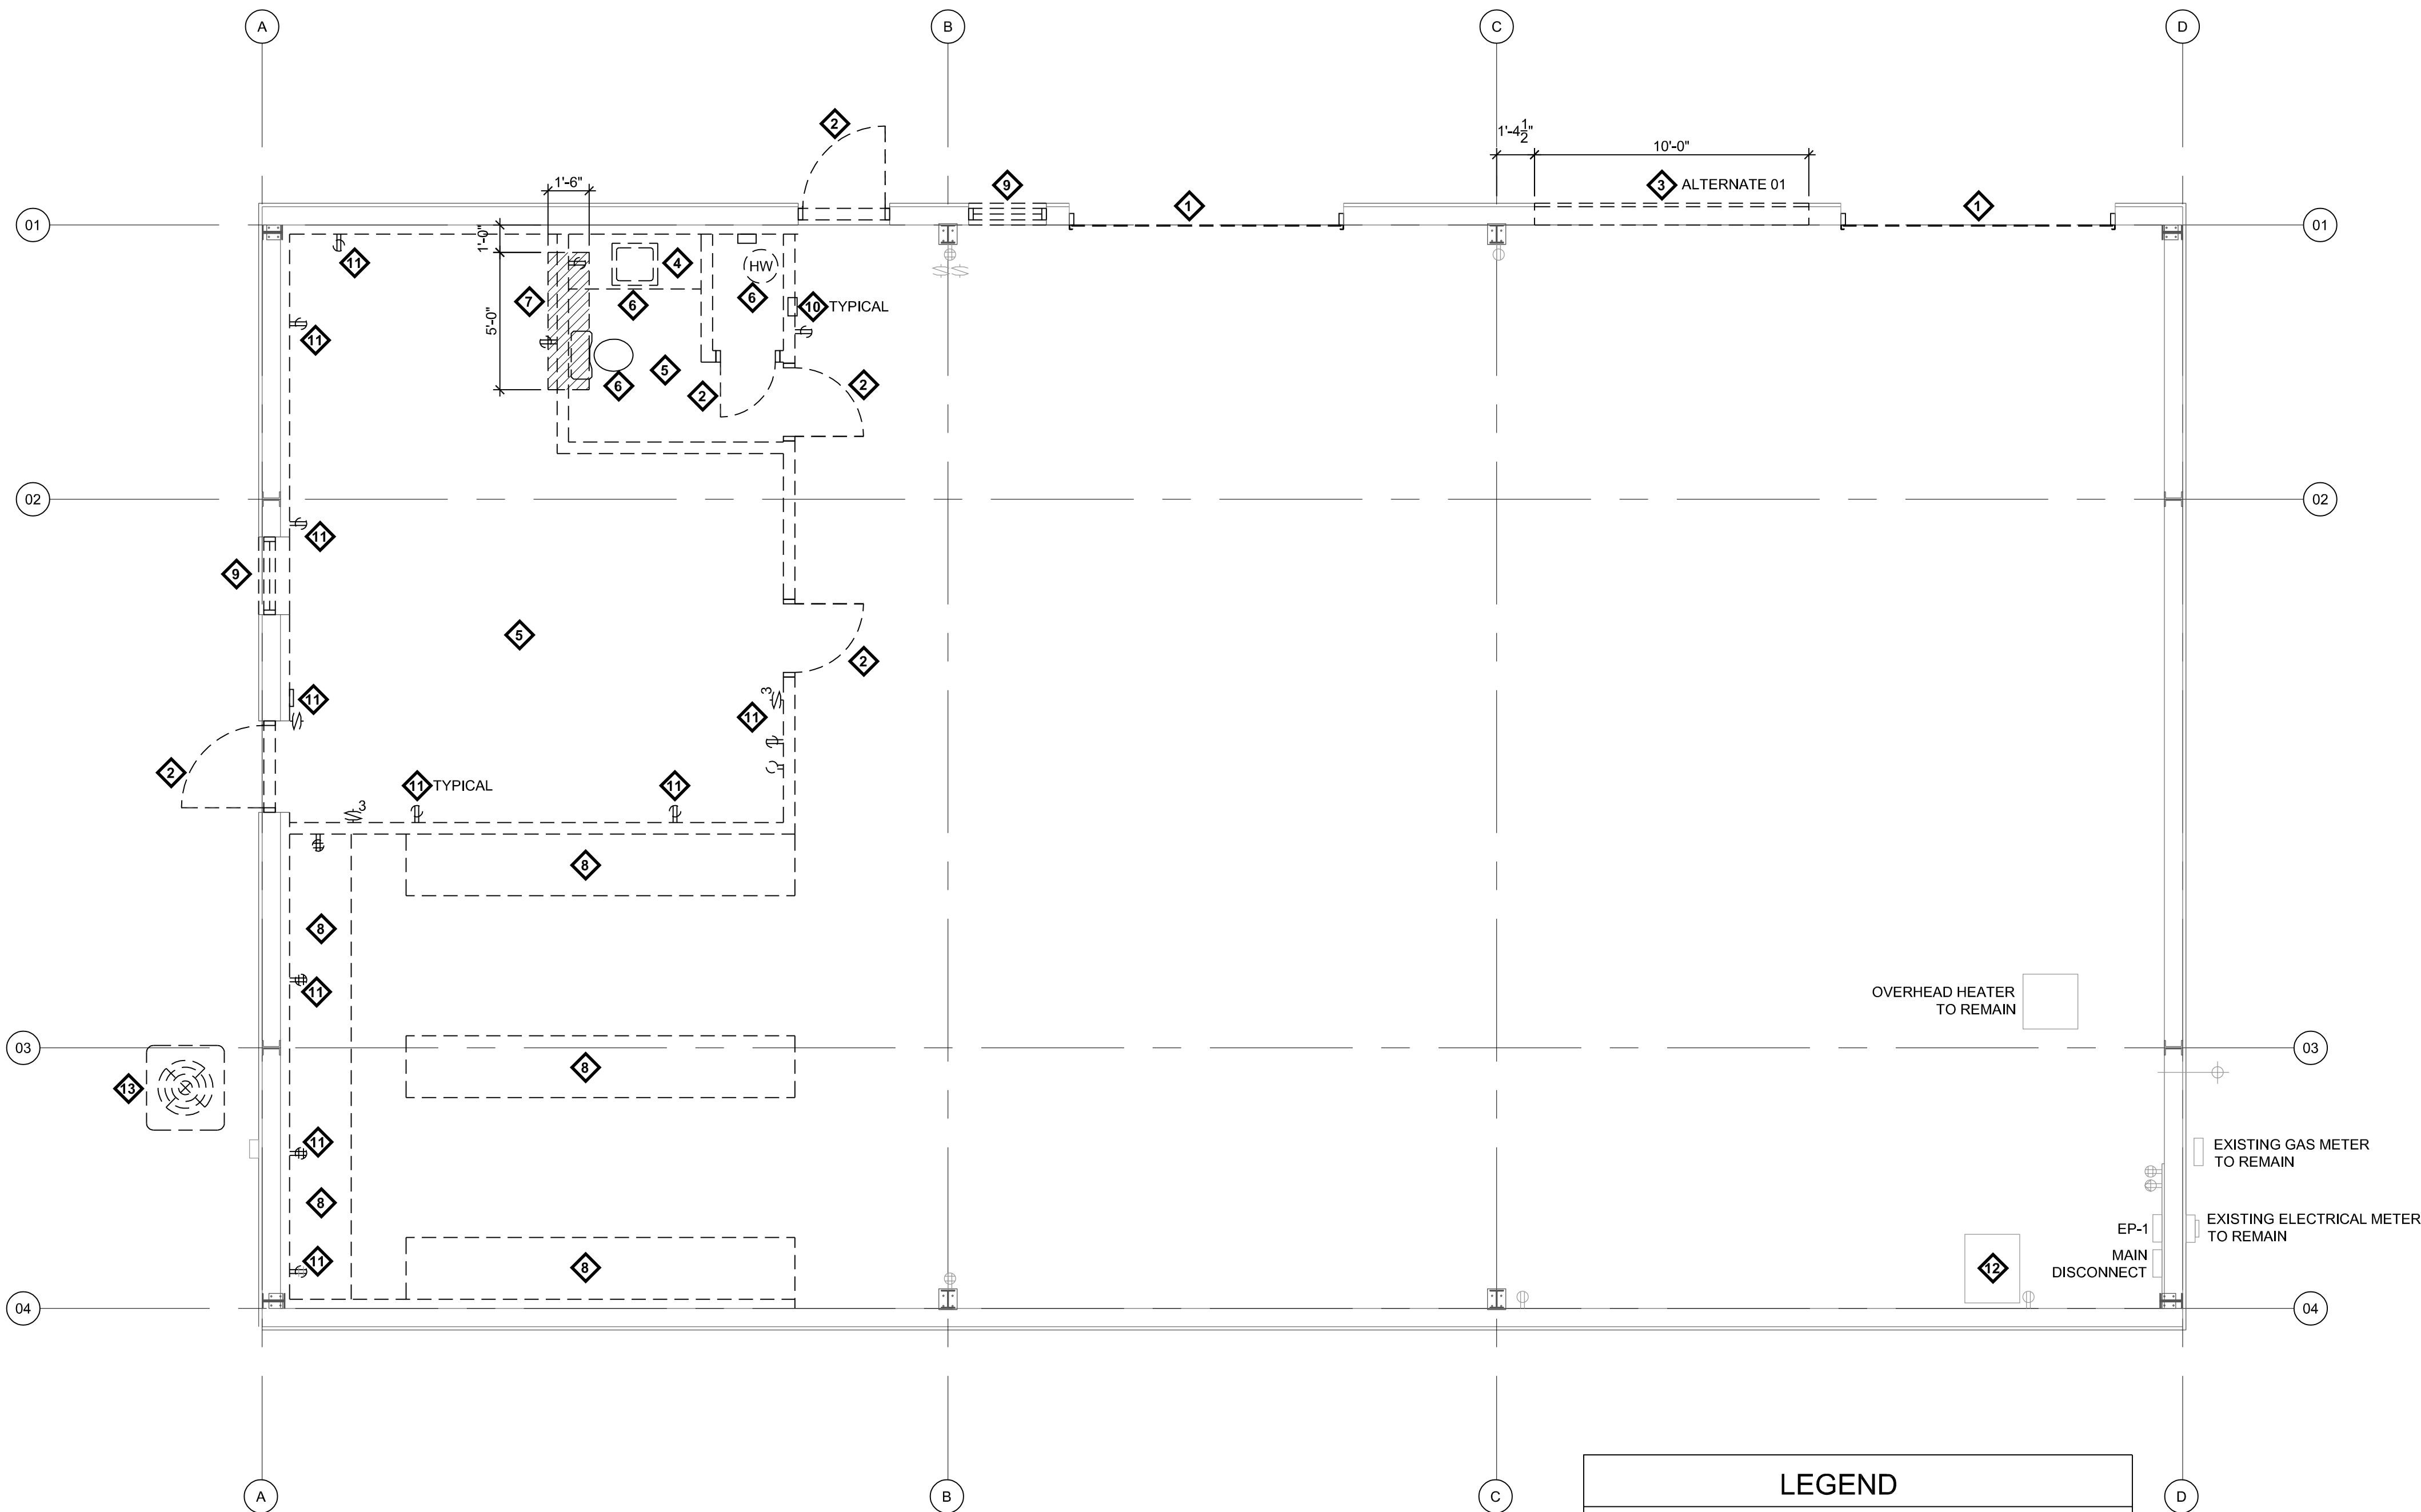 A
B
C
D
2
1'-4 1/2"
10'-0"
1'-6"
9
1
3 ALTERNATE 01
1
01
01
1'-0"
11
4
HW
7
6
6
10 TYPICAL
5'-0"
11
5
6
2
2
02
02
11
9
5
2
11
3
11
2
11 TYPICAL
11
3
8
8
11
OVERHEAD HEATER
TO REMAIN
03
03
8
13
11
EXISTING GAS METER
TO REMAIN
8
EP-1
EXISTING ELECTRICAL METER
TO REMAIN
11
8
12
MAIN
DISCONNECT
04
04
LEGEND
A
B
C
D